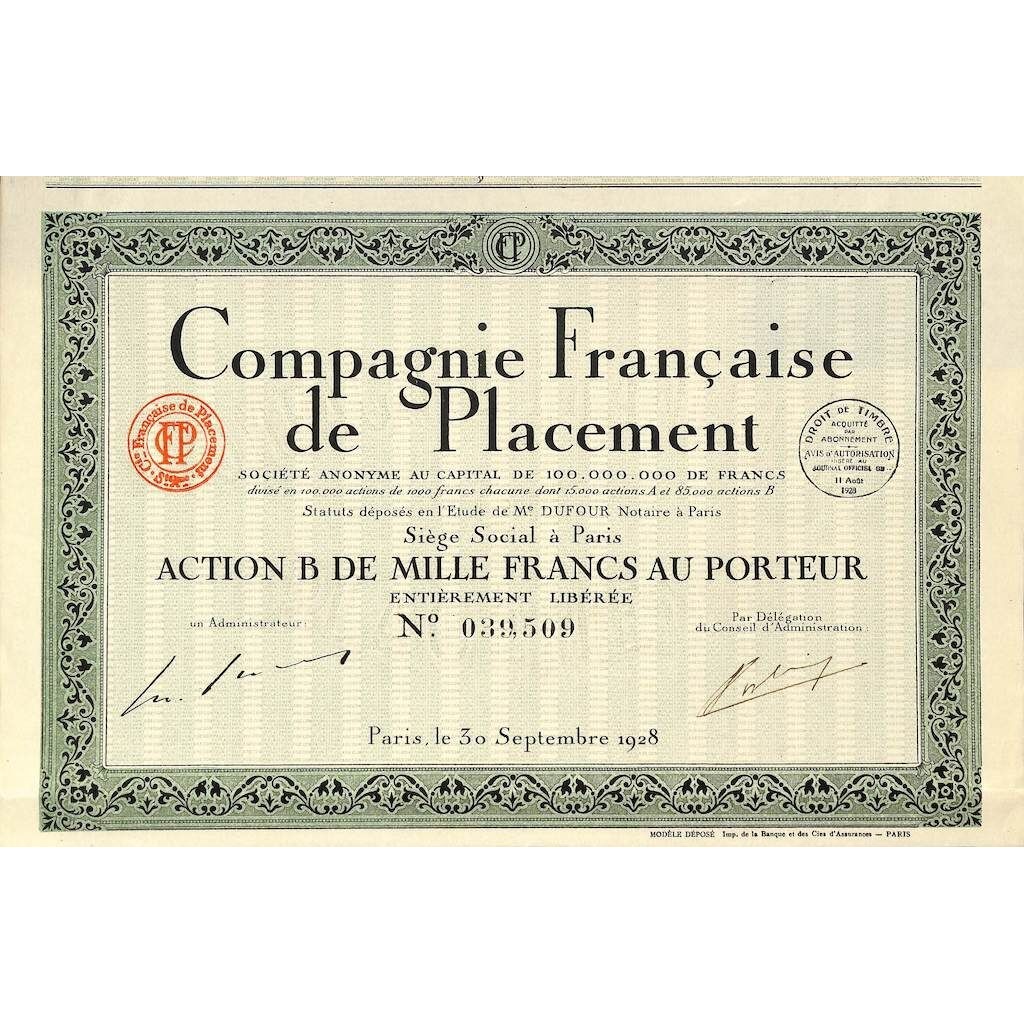 CFP
Compagnie Française
de Placement
SOCIÉTÉ ANONYME AU CAPITAL DE 100.000.000 DE FRANCS
divisé en 100.000 actions de 1000 francs chacune dont 15.000 actions A et 85.000 actions B
Statuts déposés en l'Etude de Me DUFOUR Notaire à Paris
Siège Social à Paris
ACTION B DE MILLE FRANCS AU PORTEUR
ENTIÈREMENT LIBÉRÉE
No. 039,509
un Administrateur:
Par Délégation
du Conseil d'Administration:
Paris, le 30 Septembre 1928
Cie Française de Placement
CFP
DROIT DE TIMBRE
ACQUITTÉ
PAR
ABONNEMENT
AVIS d'AUTORISATION
INSÉRÉ AU
JOURNAL OFFICIEL DU
11 Août
1928
MODÈLE DÉPOSÉ Imp. de la Banque et des Cies d'Assurances — PARIS